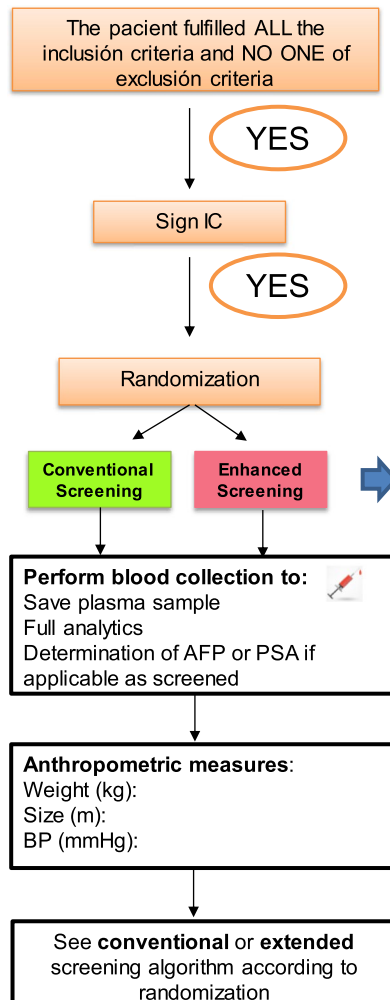 The pacient fulfilled ALL the
inclusión criteria and NO ONE of
exclusión criteria
YES
Sign IC
YES
Randomization
Conventional
Screening
Enhanced
Screening
Perform blood collection to:
Save plasma sample
Full analytics
Determination of AFP or PSA if
applicable as screened
Anthropometric measures:
Weight (kg):
Size (m):
BP (mmHg):
See conventional or extended
screening algorithm according to
randomization